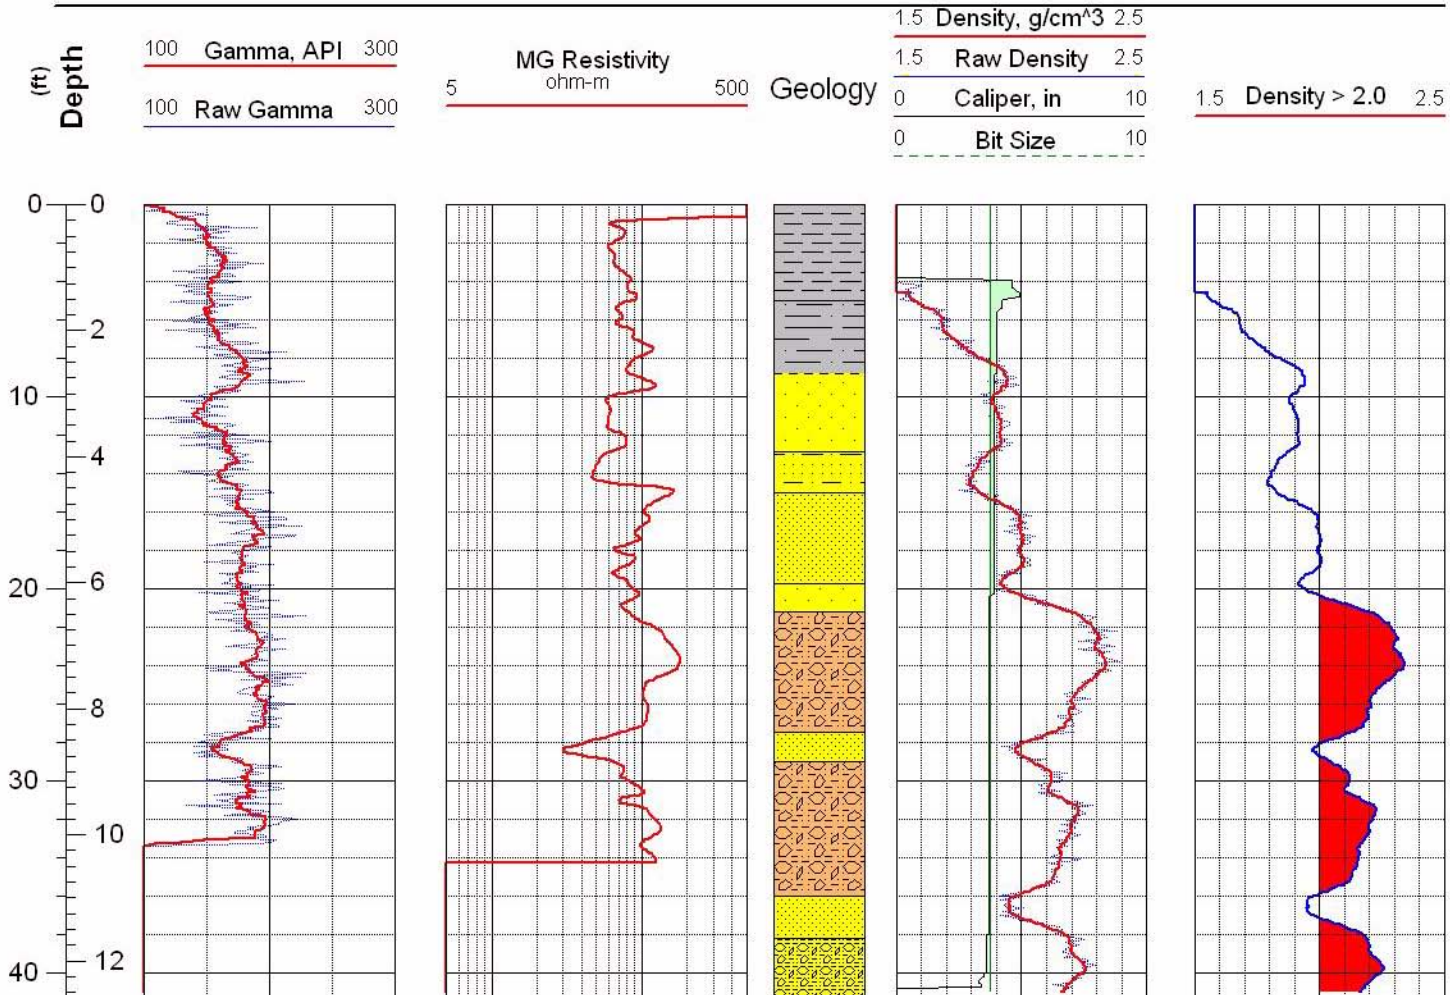 (ft)
Depth
100 Gamma, API 300
100 Raw Gamma 300
MG Resistivity
5 ohm-m 500
Geology
1.5 Density, g/cm^3 2.5
1.5 Raw Density 2.5
0 Caliper, in 10
0 Bit Size 10
1.5 Density > 2.0 2.5
0 0
2
10
4
20 6
8
30
10
12
40